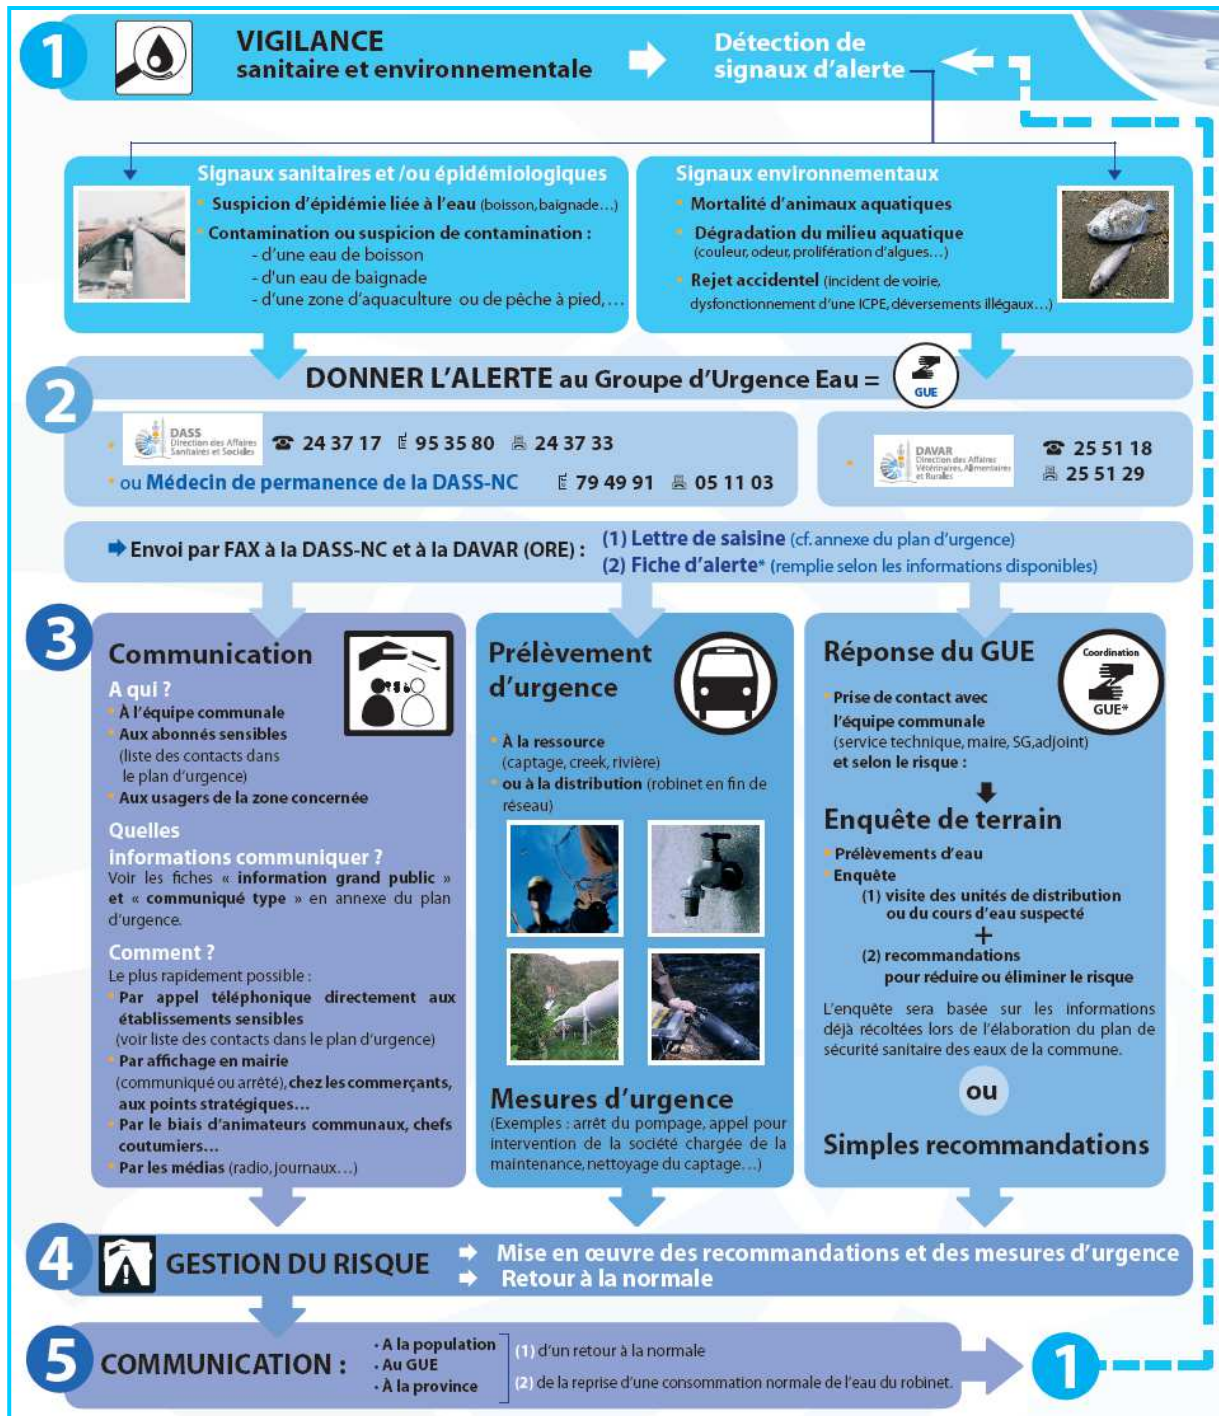 1
VIGILANCE
sanitaire et environnementale
Détection de
signaux d'alerte
Signaux sanitaires et /ou épidémiologiques
Suspicion d'épidémie liée à l'eau (boisson, baignade...)
Contamination ou suspicion de contamination :
- d'une eau de boisson
- d'un eau de baignade
- d'une zone d'aquaculture ou de pêche à pied,...
Signaux environnementaux
Mortalité d'animaux aquatiques
Dégradation du milieu aquatique
(couleur, odeur, prolifération d'algues...)
Rejet accidentel (incident de voirie,
dysfonctionnement d'une ICPE, déversements illégaux...)
2
DONNER L'ALERTE au Groupe d'Urgence Eau =
GUE
DASS
Direction des Affaires
Sanitaires et Sociales
24 37 17 95 35 80 24 37 33
ou Médecin de permanence de la DASS-NC 79 49 91 05 11 03
DAVAR
Direction des Affaires
Vétérinaires, Alimentaires
et Rurales
25 51 18
25 51 29
Envoi par FAX à la DASS-NC et à la DAVAR (ORE) :
(1) Lettre de saisine (cf. annexe du plan d'urgence)
(2) Fiche d'alerte* (remplie selon les informations disponibles)
3
Communication
A qui ?
À l'équipe communale
Aux abonnés sensibles
(liste des contacts dans
le plan d'urgence)
Aux usagers de la zone concernée
Quelles
informations communiquer ?
Voir les fiches « information grand public »
et « communiqué type » en annexe du plan
d'urgence.
Comment ?
Le plus rapidement possible :
Par appel téléphonique directement aux
établissements sensibles
(voir liste des contacts dans le plan d'urgence)
Par affichage en mairie
(communiqué ou arrêté), chez les commerçants,
aux points stratégiques...
Par le biais d'animateurs communaux, chefs
coutumiers...
Par les médias (radio, journaux...)
Prélèvement
d'urgence
À la ressource
(captage, creek, rivière)
ou à la distribution (robinet en fin de
réseau)
Mesures d'urgence
(Exemples : arrêt du pompage, appel pour
intervention de la société chargée de la
maintenance, nettoyage du captage...)
Réponse du GUE
Coordination
GUE*
Prise de contact avec
l'équipe communale
(service technique, maire, SG,adjoint)
et selon le risque :
Enquête de terrain
Prélèvements d'eau
Enquête
(1) visite des unités de distribution
ou du cours d'eau suspecté
+
(2) recommandations
pour réduire ou éliminer le risque
L'enquête sera basée sur les informations
déjà récoltées lors de l'élaboration du plan de
sécurité sanitaire des eaux de la commune.
ou
Simples recommandations
4
GESTION DU RISQUE
Mise en œuvre des recommandations et des mesures d'urgence
Retour à la normale
5
COMMUNICATION :
• A la population
• Au GUE
• À la province
(1) d'un retour à la normale
(2) de la reprise d'une consommation normale de l'eau du robinet.
1